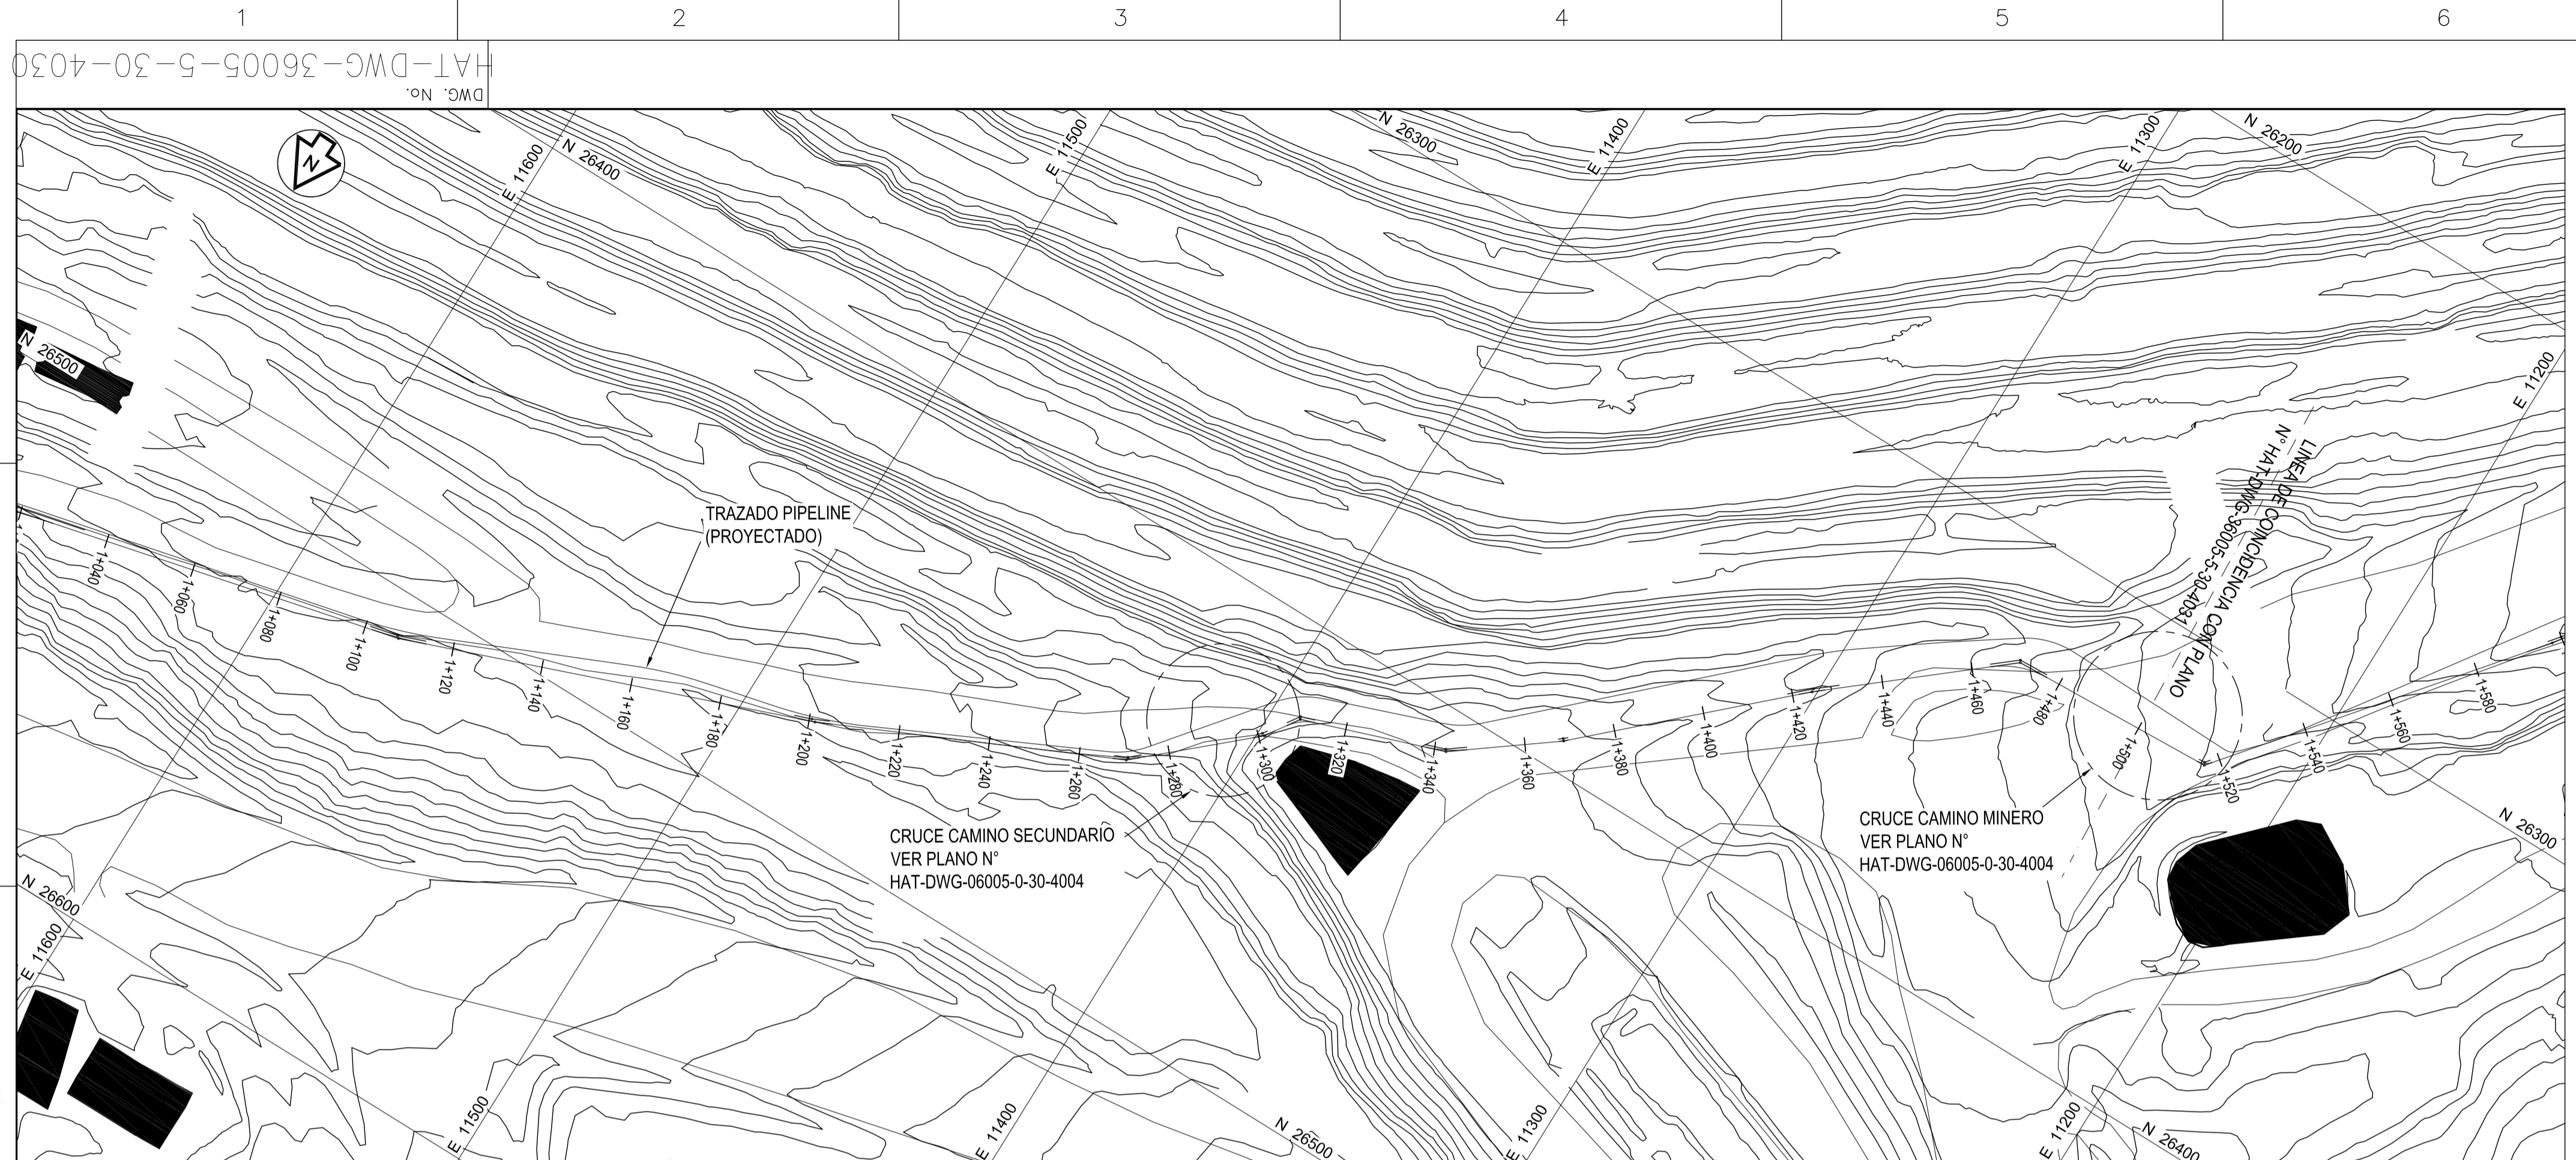 1
2
3
4
5
6
HAT-DWG-36005-5-30-4030
DWG. No.
N
E 11600
N 26400
E 11500
N 26300
E 11400
E 11300
N 26200
N 26500
E 11200
LINEA DE COINCIDENCIA CON PLANO
N° HAT-DWG-36005-5-30-4031
TRAZADO PIPELINE
(PROYECTADO)
1+040
1+060
1+080
1+100
1+120
1+140
1+160
1+180
1+200
1+220
1+240
1+260
1+280
1+300
1+320
1+340
1+360
1+380
1+400
1+420
1+440
1+460
1+480
1+500
1+520
1+540
1+560
1+580
CRUCE CAMINO SECUNDARIO
VER PLANO N°
HAT-DWG-06005-0-30-4004
CRUCE CAMINO MINERO
VER PLANO N°
HAT-DWG-06005-0-30-4004
N 26300
N 26600
E 11600
E 11500
E 11400
N 26500
E 11300
E 11200
N 26400